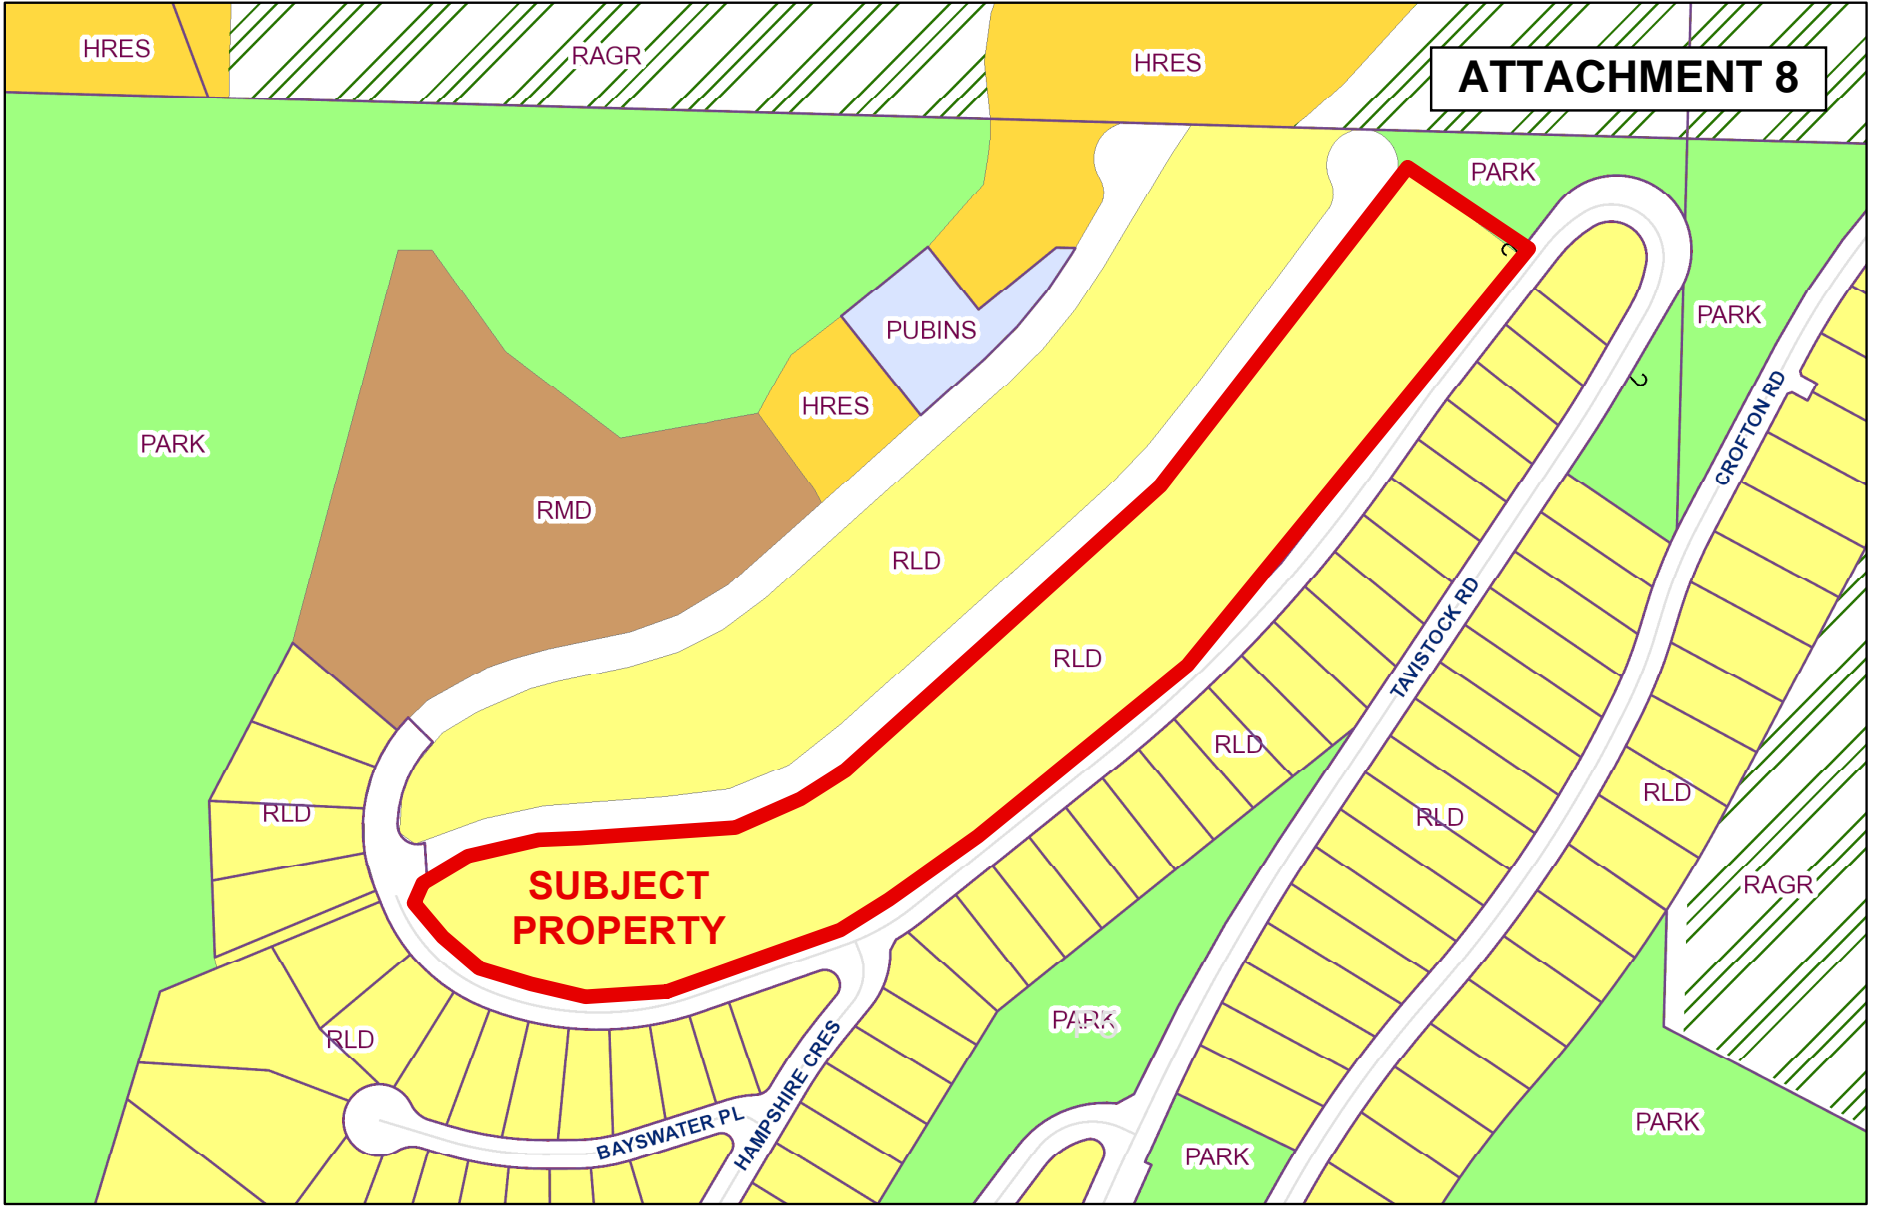 HRES
RAGR
HRES
ATTACHMENT 8
PARK
PARK
PUBINS
HRES
CROFTON RD
PARK
RMD
RLD
TAVISTOCK RD
RLD
RLD
RLD
RLD
RLD
RAGR
SUBJECT
PROPERTY
PARK
RLD
HAMPSHIRE CRES
BAYSWATER PL
PARK
PARK